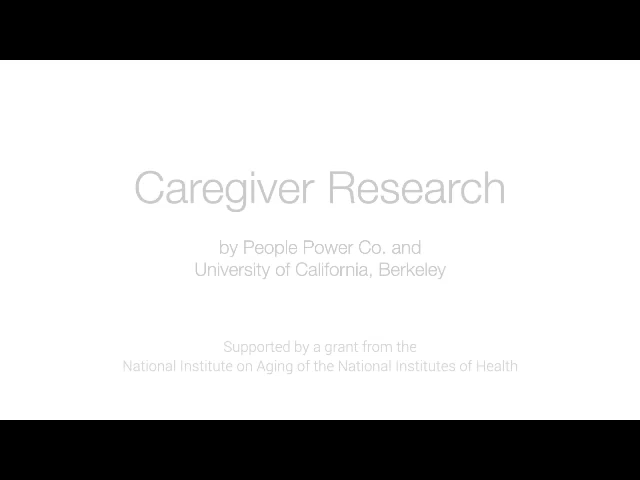 Caregiver Research
by People Power Co. and
University of California, Berkeley
Supported by a grant from the
National Institute on Aging of the National Institutes of Health